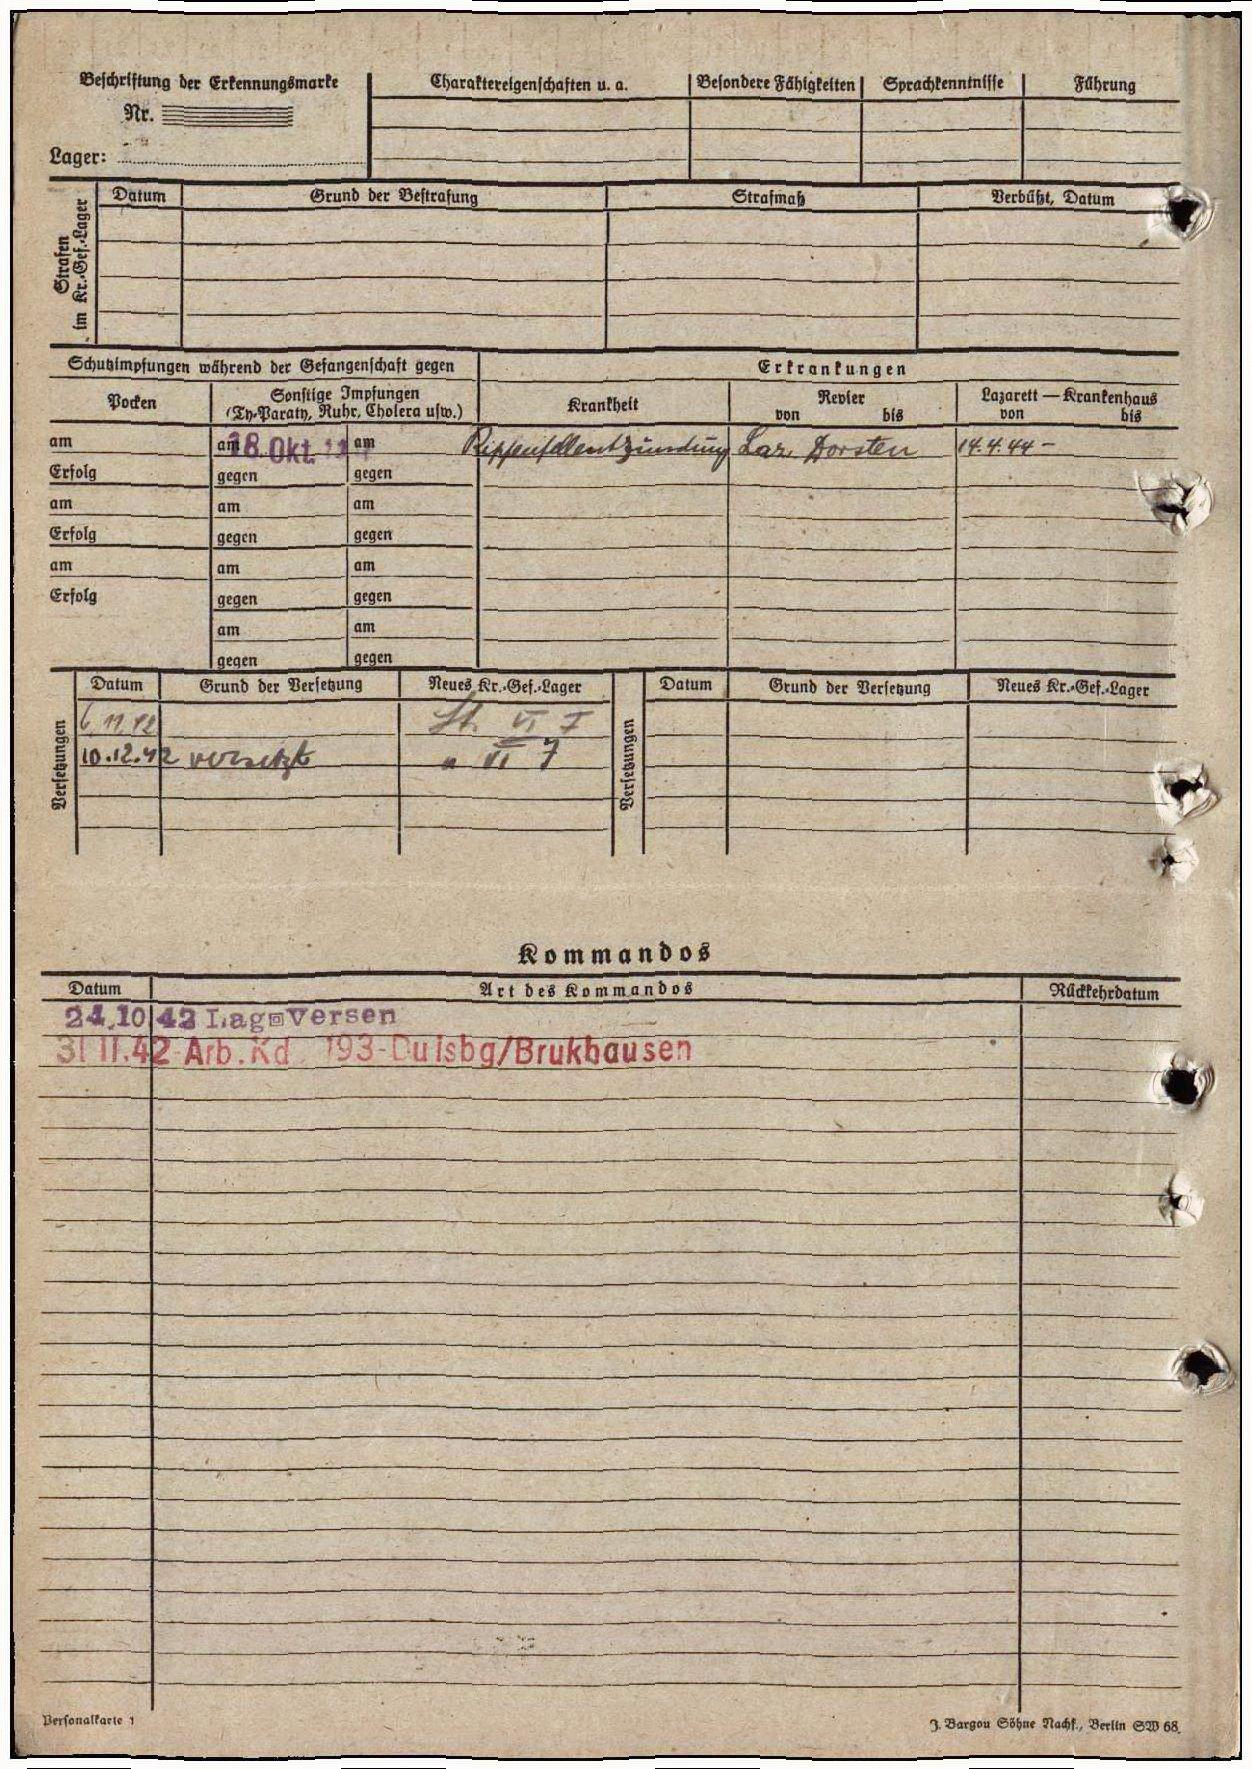 Beschriftung der Erkennungsmarke
Nr.
Lager:
Charaktereigenschaften u. a. Besondere Fähigkeiten Sprachkenntnisse Führung
Strafen im Kr.-Gef.-Lager
Datum Grund der Bestrafung Strafmaß Verbüßt, Datum
Schutzimpfungen während der Gefangenschaft gegen
Erkrankungen
Pocken
Sonstige Impfungen
(Ty-Paraty, Ruhr, Cholera usw.)
Krankheit
Revier
von bis
Lazarett — Krankenhaus
von bis
am am 18. Okt. am
Rippenfellentzündung Laz. Dorsten 14.4.44 -
Erfolg gegen gegen
am am am
Erfolg gegen gegen
am am am
Erfolg gegen gegen
am am
gegen gegen
Versetzungen
Datum Grund der Versetzung Neues Kr.-Gef.-Lager
6.11.42 St. VI F
10.12.42 versetzt " VI J
Versetzungen
Datum Grund der Versetzung Neues Kr.-Gef.-Lager
Kommandos
Datum Art des Kommandos Rückkehrdatum
24.10 42 Lag Versen
31 11.42 Arb. Kd. 193-Duisbg/Brukhausen
Personalkarte 1
J. Bargou Söhne Nachf., Berlin SW 68.